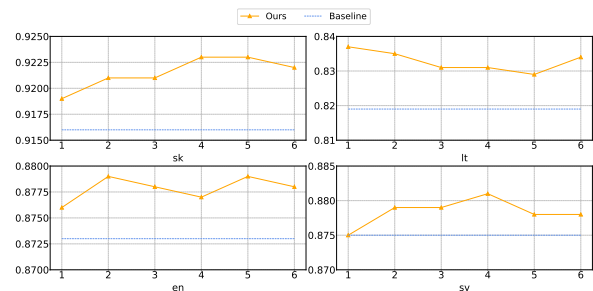 Ours Baseline
0.9250
0.9225
0.9200
0.9175
0.9150
1 2 3 4 5 6
sk
0.84
0.83
0.82
0.81
1 2 3 4 5 6
lt
0.8800
0.8775
0.8750
0.8725
0.8700
1 2 3 4 5 6
en
0.885
0.880
0.875
0.870
1 2 3 4 5 6
sv